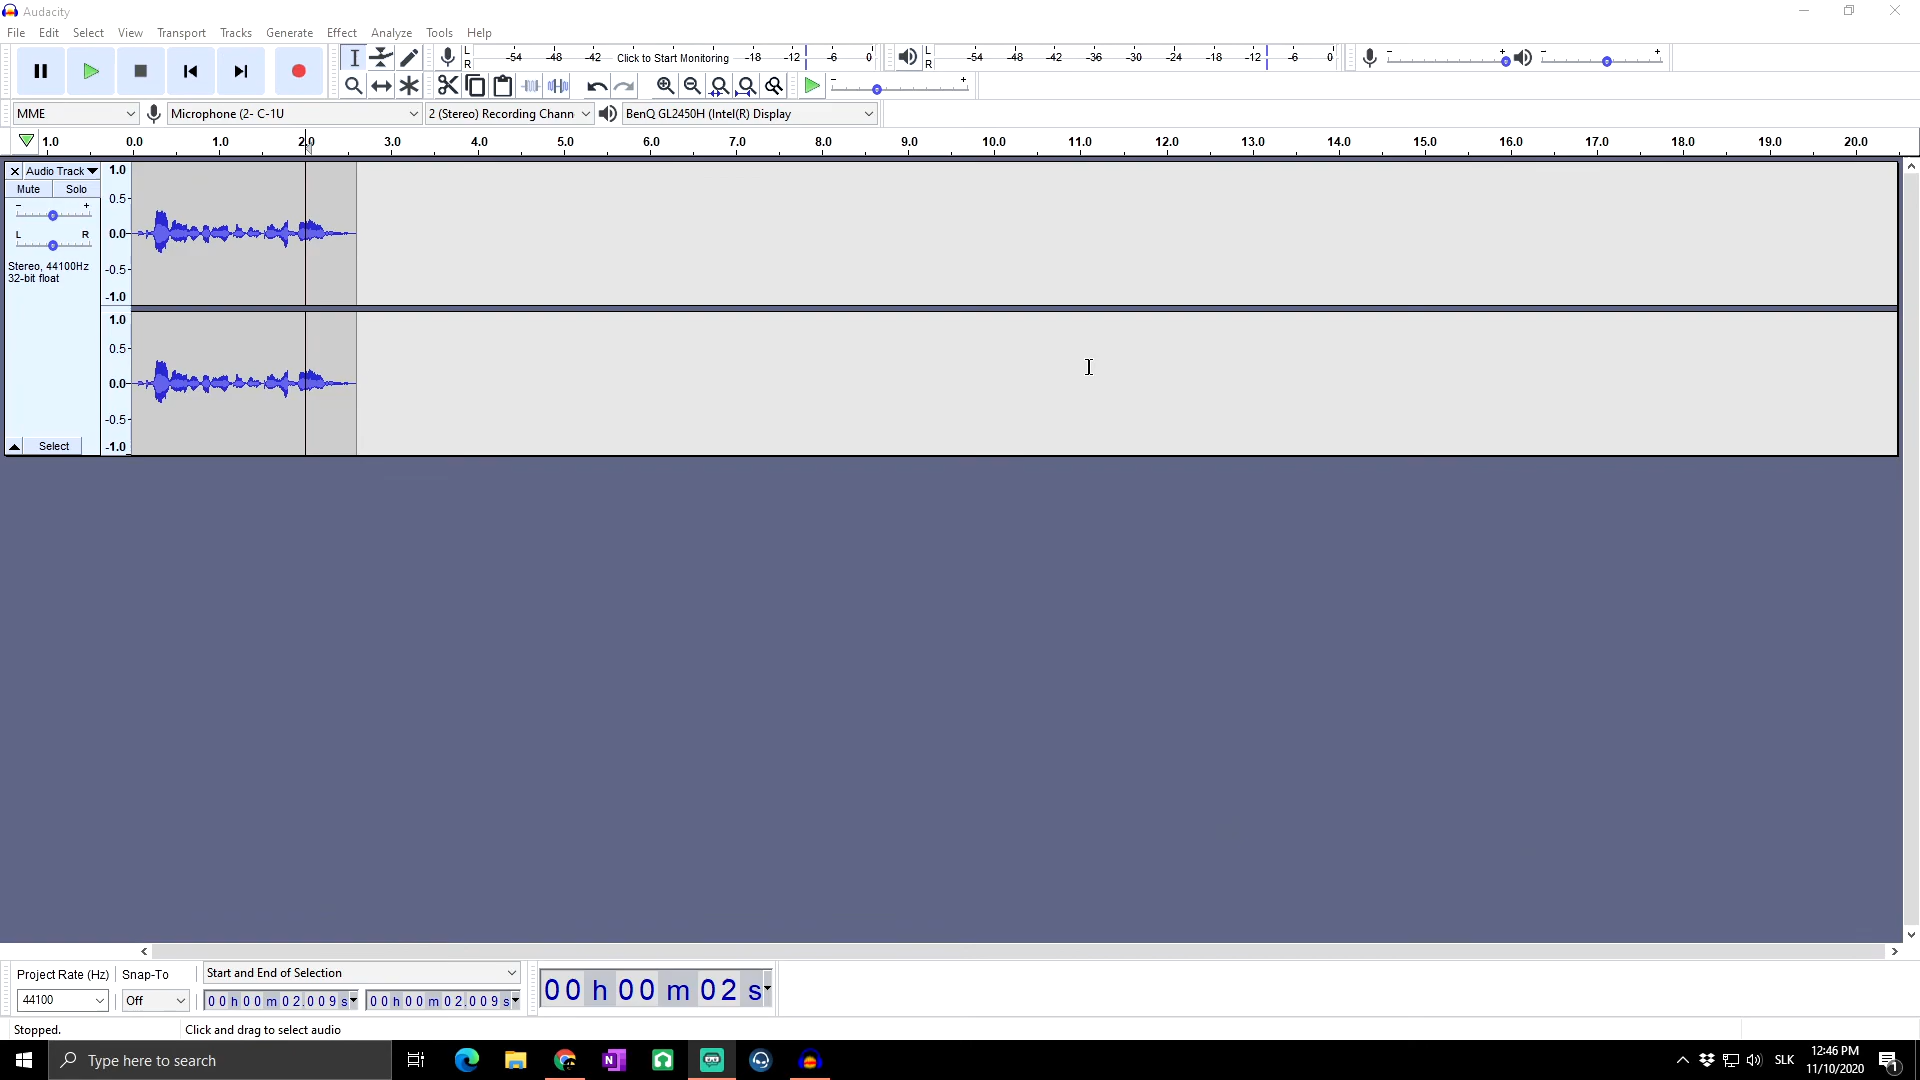 Audacity
File Edit Select View Transport Tracks Generate Effect Analyze Tools Help
L R -54 -48 -42 Click to Start Monitoring -18 -12 -6 0 L R -54 -48 -42 -36 -30 -24 -18 -12 -6 0 - + - +
- +
MME Microphone (2- C-1U 2 (Stereo) Recording Chann BenQ GL2450H (Intel(R) Display
1.0 0.0 1.0 2.0 3.0 4.0 5.0 6.0 7.0 8.0 9.0 10.0 11.0 12.0 13.0 14.0 15.0 16.0 17.0 18.0 19.0 20.0
Audio Track 1.0
Mute Solo 0.5
- +
L R 0.0
Stereo, 44100Hz -0.5
32-bit float
-1.0
1.0
0.5
0.0
-0.5
Select -1.0
Project Rate (Hz) Snap-To Start and End of Selection
44100 Off 00 h 00 m 02.009 s 00 h 00 m 02.009 s 00 h 00 m 02 s
Stopped. Click and drag to select audio
Type here to search SLK 12:46 PM
11/10/2020 1